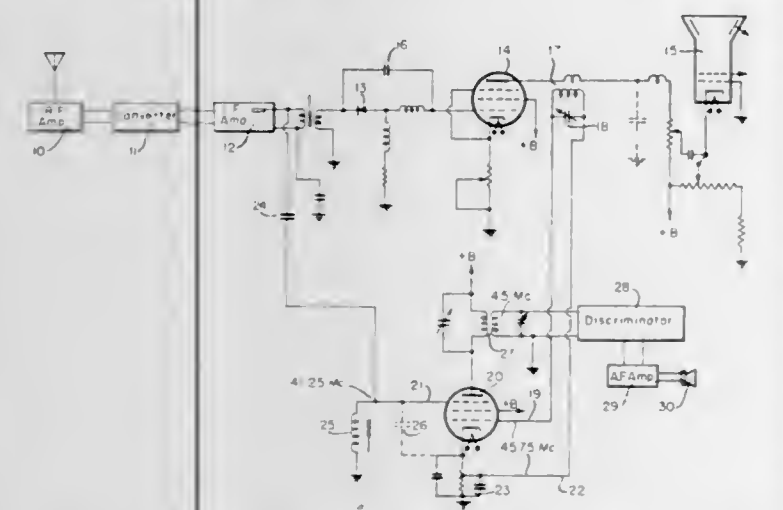 16
14
17
15
18
+B
R F
Amp.
10
Converter
11
I F
Amp.
12
13
+B
24
+B
4.5 Mc
28
Discriminator
27
41.25 Mc
21
20
+B
19
A.F. Amp.
29
30
25
26
45.75 Mc
23
22